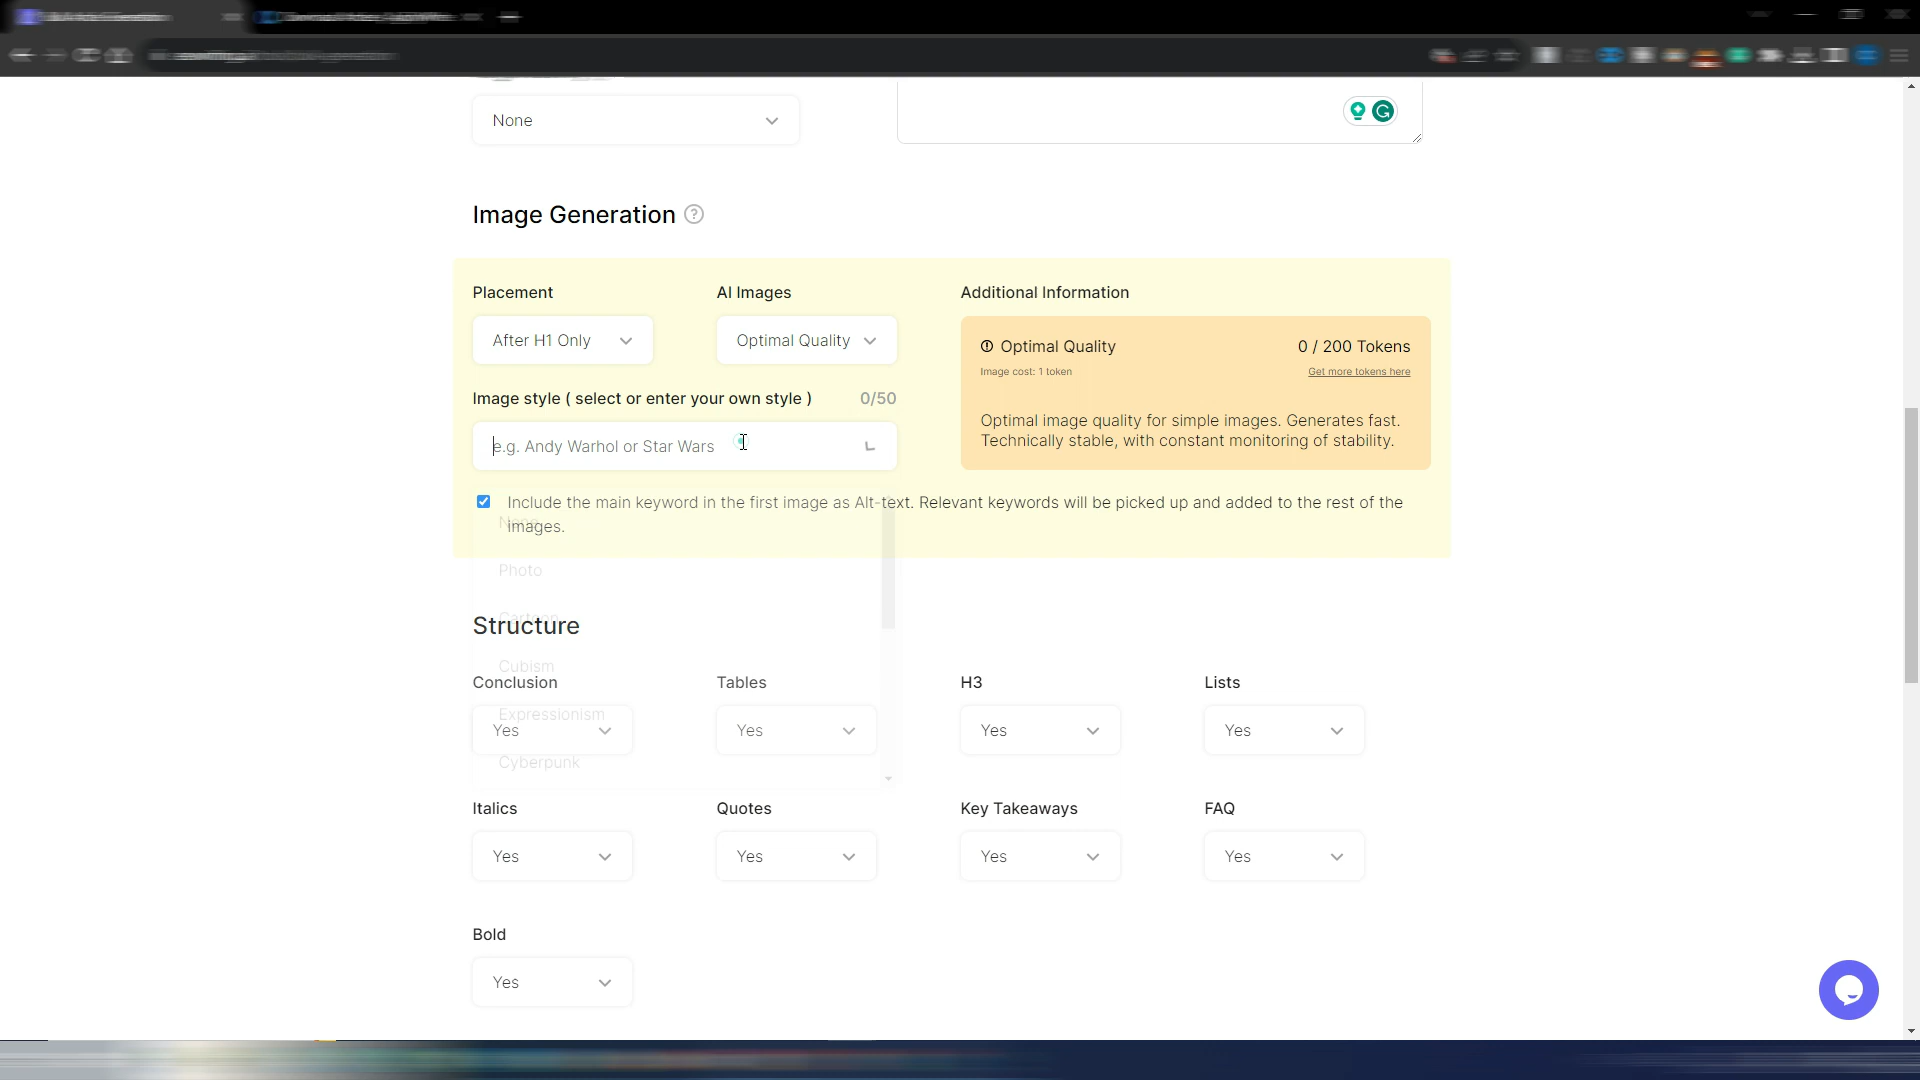 None
Image Generation
Placement
AI Images
Additional Information
After H1 Only
Optimal Quality
Optimal Quality
0 / 200 Tokens
Image cost: 1 token
Get more tokens here
Image style ( select or enter your own style )
0/50
Optimal image quality for simple images. Generates fast.
Technically stable, with constant monitoring of stability.
e.g. Andy Warhol or Star Wars
Include the main keyword in the first image as Alt-text. Relevant keywords will be picked up and added to the rest of the
images.
None
Photo
Cartoon
Structure
Cubism
Conclusion
Tables
H3
Lists
Expressionism
Yes
Yes
Yes
Yes
Cyberpunk
Italics
Quotes
Key Takeaways
FAQ
Yes
Yes
Yes
Yes
Bold
Yes